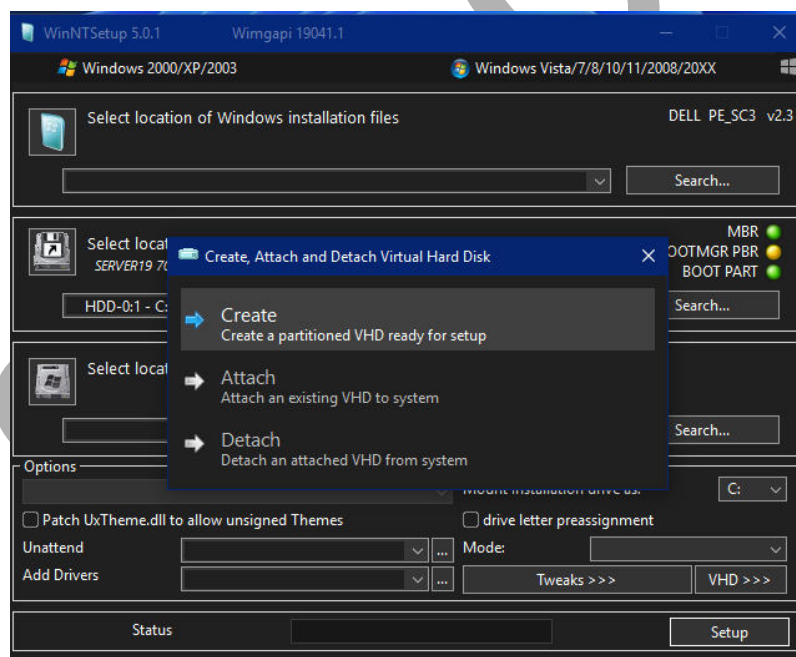 WinNTSetup 5.0.1 Wimgapi 19041.1
Windows 2000/XP/2003 Windows Vista/7/8/10/11/2008/20XX
Select location of Windows installation files DELL PE_SC3 v2.3
Search...
MBR
Select locat
OOTMGR PBR
SERVER19 70
BOOT PART
HDD-0:1 - C:
Search...
Create, Attach and Detach Virtual Hard Disk
Create
Create a partitioned VHD ready for setup
Attach
Attach an existing VHD to system
Detach
Detach an attached VHD from system
Select locat
Search...
Options
Mount installation drive as: C:
Patch UxTheme.dll to allow unsigned Themes drive letter preassignment
Unattend ... Mode:
Add Drivers ... Tweaks >>> VHD >>>
Status Setup